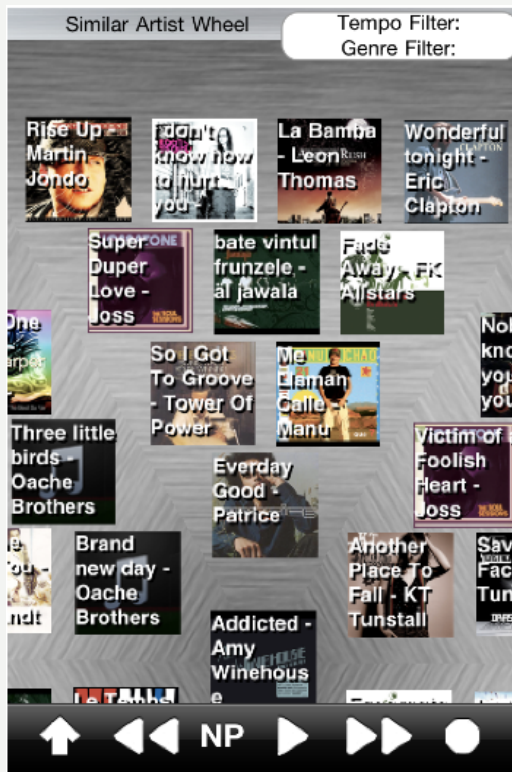 Similar Artist Wheel
Tempo Filter:
Genre Filter:
Rise Up -
Martin
Jondo
I don't
know how
to hurt
you
La Bamba
- Leon
Thomas
Wonderful
tonight -
Eric
Clapton
Super
Duper
Love -
Joss
bate vintul
frunzele -
äl jawala
Fade
Away - FK
Allstars
One
So I Got
To Groove
- Tower Of
Power
Me
Llaman
Calle -
Manu
Three little
birds -
Oache
Brothers
Everday
Good -
Patrice
Victim of a
Foolish
Heart -
Joss
Brand
new day -
Oache
Brothers
Another
Place To
Fall - KT
Tunstall
Addicted -
Amy
Winehous
e
Le Temps
NP